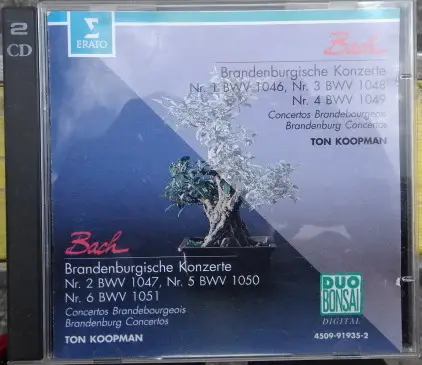 2
CD
ERATO
Bach
Brandenburgische Konzerte
Nr. 1 BWV 1046, Nr. 3 BWV 1048
Nr. 4 BWV 1049
Concertos Brandebourgeois
Brandenburg Concertos
TON KOOPMAN
Bach
Brandenburgische Konzerte
Nr. 2 BWV 1047, Nr. 5 BWV 1050
Nr. 6 BWV 1051
Concertos Brandebourgeois
Brandenburg Concertos
TON KOOPMAN
DUO
BONSAI
DIGITAL
4509-91935-2